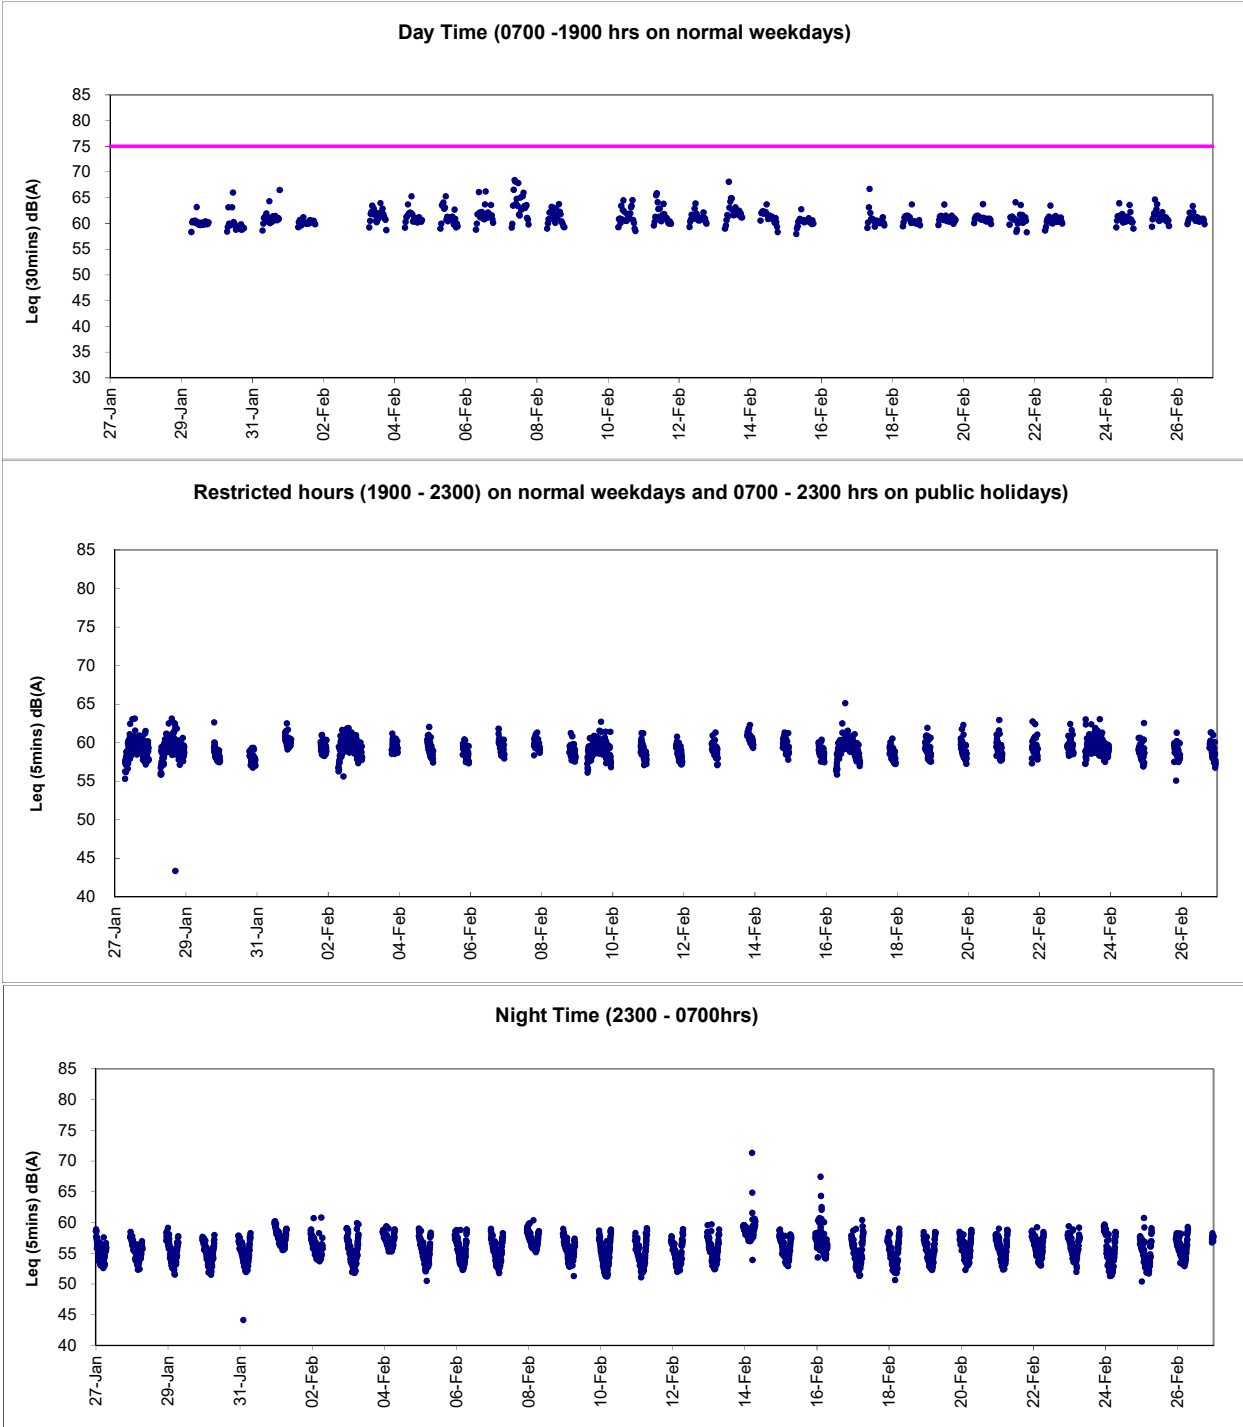 Day Time (0700 -1900 hrs on normal weekdays)
Leq (30mins) dB(A)
85
80
75
70
65
60
55
50
45
40
35
30
27-Jan
29-Jan
31-Jan
02-Feb
04-Feb
06-Feb
08-Feb
10-Feb
12-Feb
14-Feb
16-Feb
18-Feb
20-Feb
22-Feb
24-Feb
26-Feb
Restricted hours (1900 - 2300) on normal weekdays and 0700 - 2300 hrs on public holidays)
Leq (5mins) dB(A)
85
80
75
70
65
60
55
50
45
40
27-Jan
29-Jan
31-Jan
02-Feb
04-Feb
06-Feb
08-Feb
10-Feb
12-Feb
14-Feb
16-Feb
18-Feb
20-Feb
22-Feb
24-Feb
26-Feb
Night Time (2300 - 0700hrs)
Leq (5mins) dB(A)
85
80
75
70
65
60
55
50
45
40
27-Jan
29-Jan
31-Jan
02-Feb
04-Feb
06-Feb
08-Feb
10-Feb
12-Feb
14-Feb
16-Feb
18-Feb
20-Feb
22-Feb
24-Feb
26-Feb